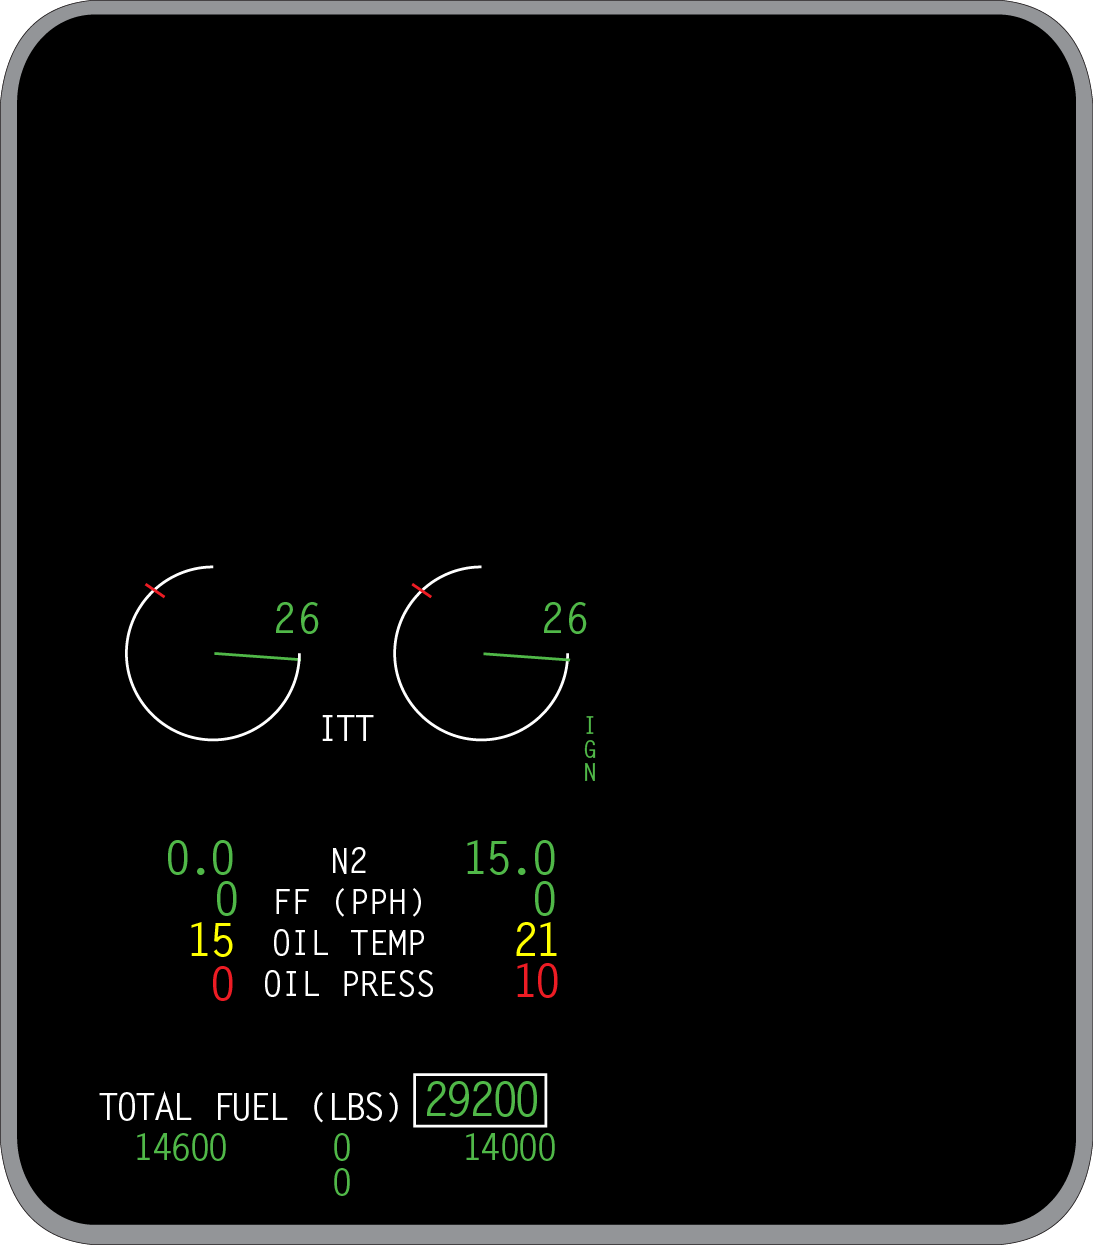 26 26
ITT
IGN
0.0 N2 15.0
0 FF (PPH) 0
15 OIL TEMP 21
0 OIL PRESS 10
TOTAL FUEL (LBS) 29200
14600 0 14000
0